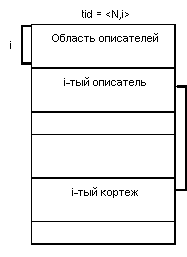 tid = <N,i>
i
Область описателей
i-тый описатель
i-тый кортеж